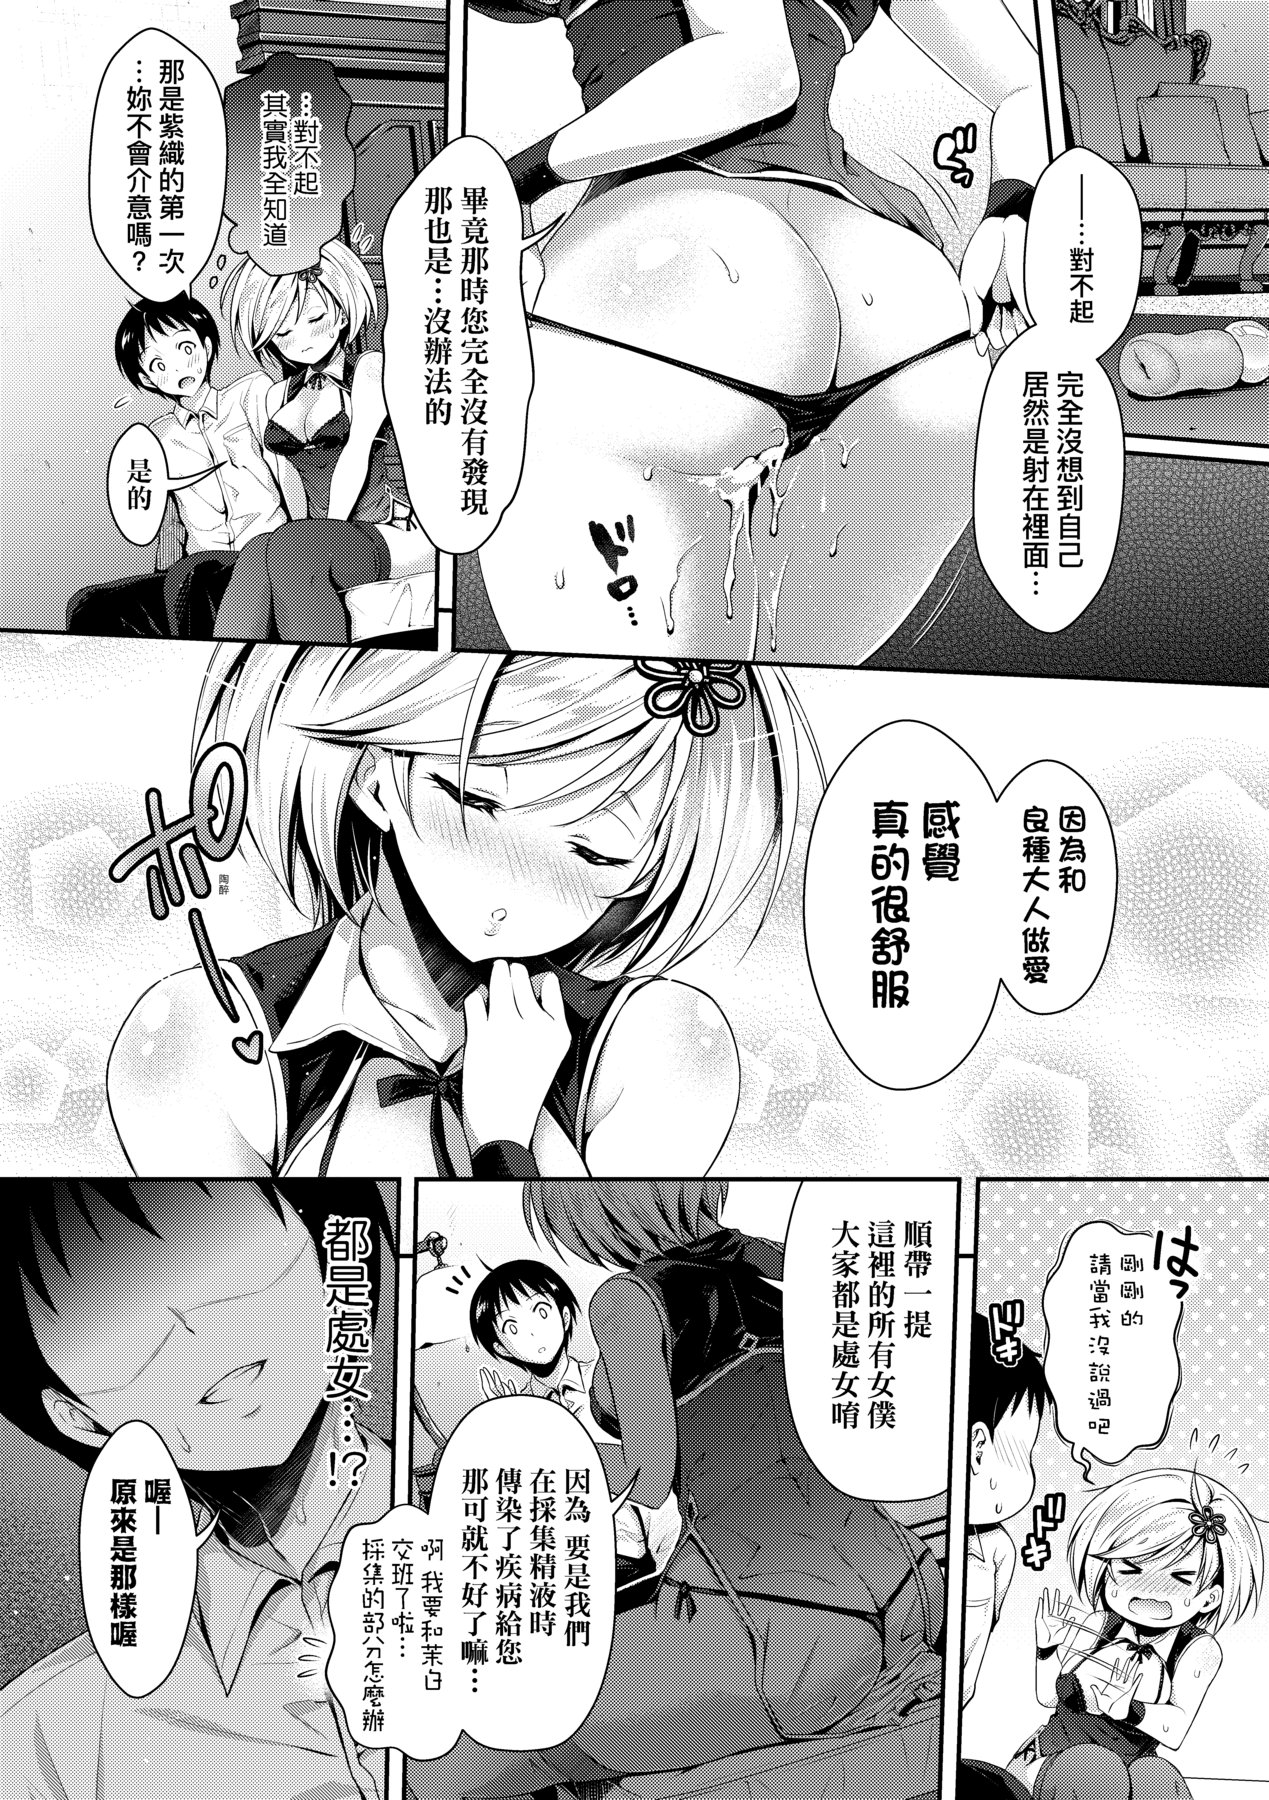 ——…對不起
完全沒想到自己
居然是射在裡面…
ドロ…
畢竟那時您完全沒有發現
那也是…沒辦法的
…對不起
其實我全知道
那是紫織的第一次
…妳不會介意嗎？
是的
因為和
良種大人做愛
感覺
真的很舒服
ポー
陶醉
はっ
剛剛的
請當我沒說過吧
順帶一提
這裡的所有女僕
大家都是處女唷
因為 要是我們
在採集精液時
傳染了疾病給您
那可就不好了嘛…
啊 我要和茉白
交班了啦…
採集的部分怎麼辦
都是處女…!?
喔—
原來是那樣喔